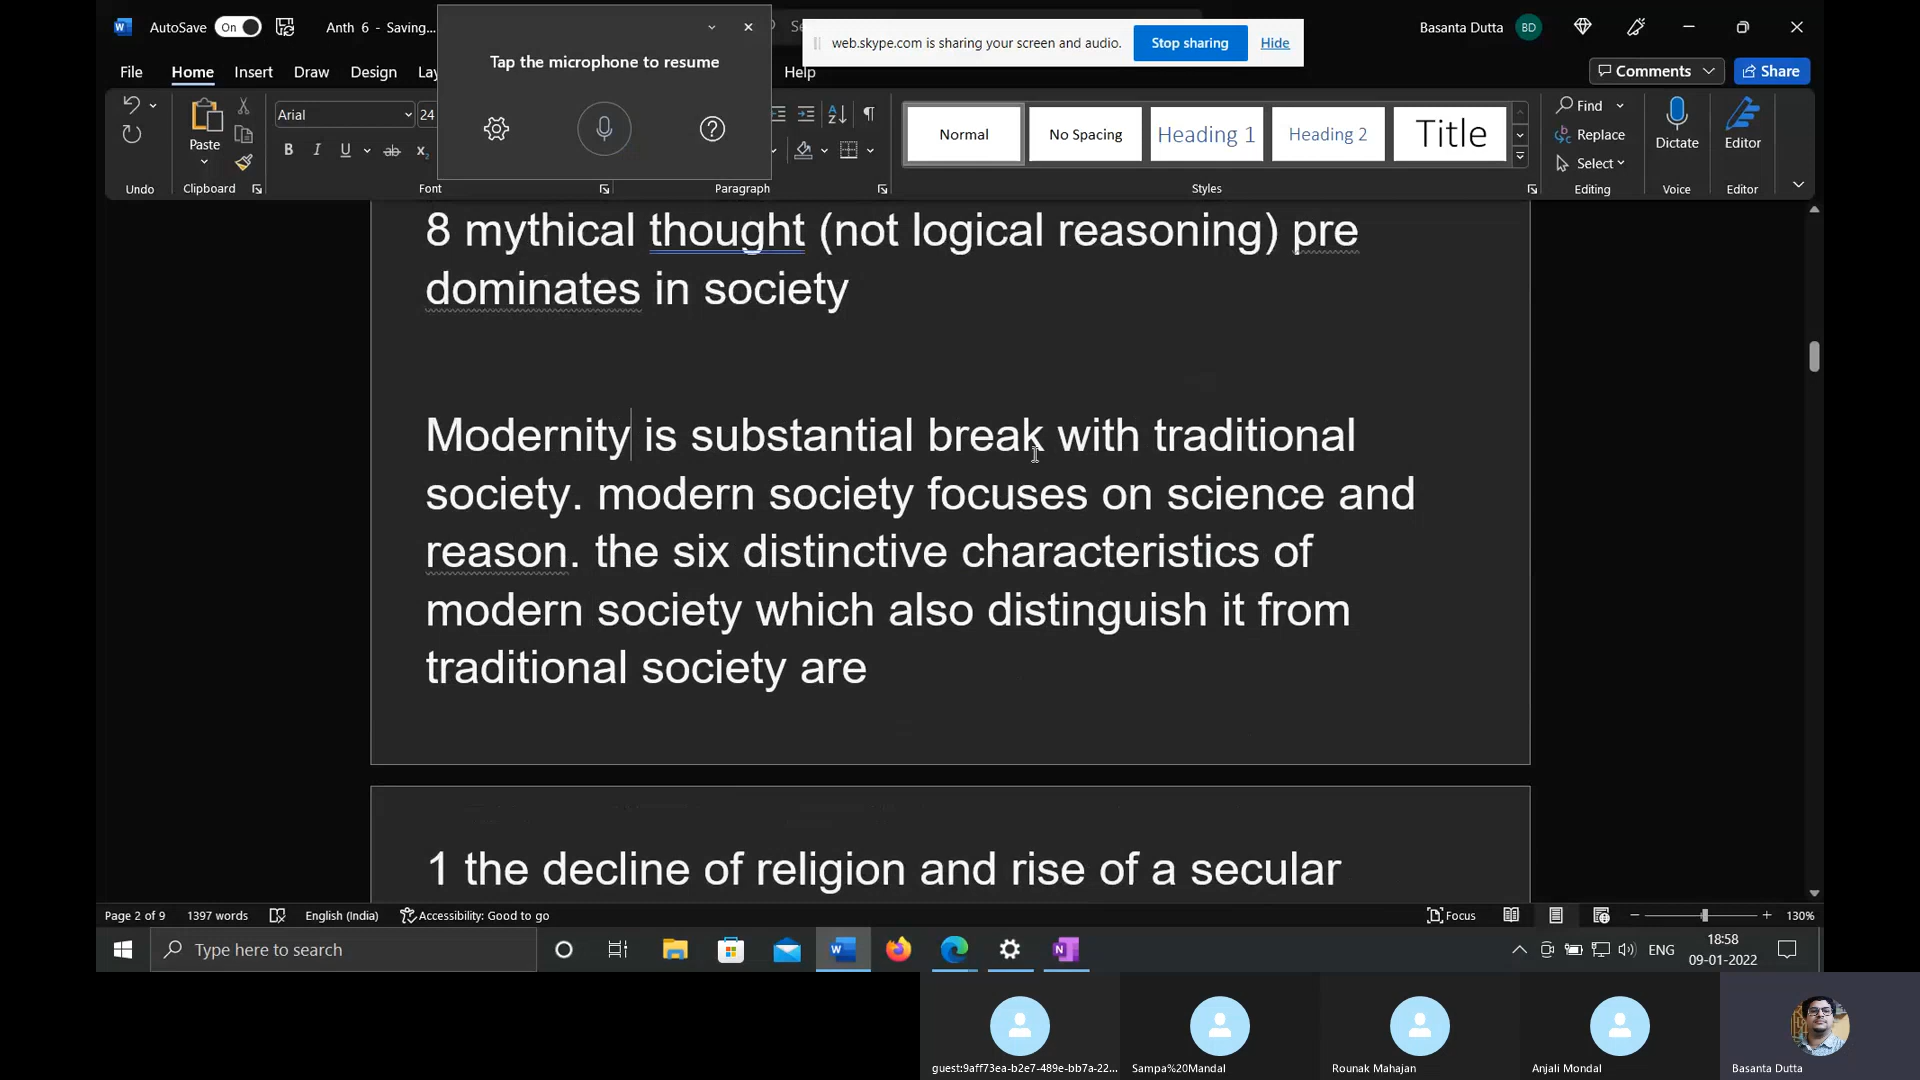 AutoSave On Anth 6 - Saving...
Tap the microphone to resume
web.skype.com is sharing your screen and audio. Stop sharing Hide
Basanta Dutta BD
File Home Insert Draw Design Help
Comments Share
Arial 24
Paste
Normal No Spacing Heading 1 Heading 2 Title
Find
Replace
Select
Dictate
Editor
Undo Clipboard Font Paragraph Styles Editing Voice Editor
8 mythical thought (not logical reasoning) pre
dominates in society
Modernity is substantial break with traditional
society. modern society focuses on science and
reason. the six distinctive characteristics of
modern society which also distinguish it from
traditional society are
1 the decline of religion and rise of a secular
Page 2 of 9 1397 words English (India) Accessibility: Good to go Focus 130%
Type here to search
ENG
18:58
09-01-2022
guest:9aff73ea-b2e7-489e-bb7a-22... Sampa%20Mandal Rounak Mahajan Anjali Mondal Basanta Dutta